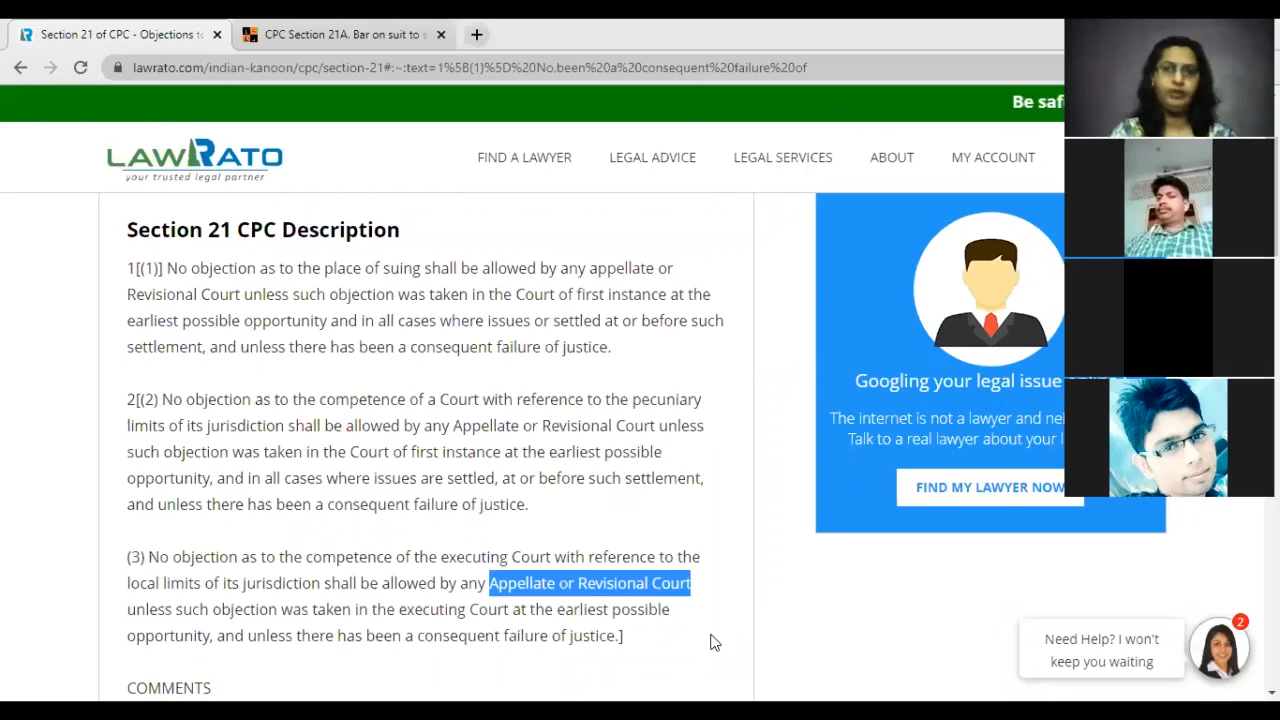 Section 21 of CPC - Objections to
CPC Section 21A. Bar on suit to s
lawrato.com/indian-kanoon/cpc/section-21#:~:text=1%5B(1)%5D%20No,been%20a%20consequent%20failure%20of
Be safe
LAWRATO
your trusted legal partner
FIND A LAWYER LEGAL ADVICE LEGAL SERVICES ABOUT MY ACCOUNT
Section 21 CPC Description
1[(1)] No objection as to the place of suing shall be allowed by any appellate or
Revisional Court unless such objection was taken in the Court of first instance at the
earliest possible opportunity and in all cases where issues or settled at or before such
settlement, and unless there has been a consequent failure of justice.
2[(2) No objection as to the competence of a Court with reference to the pecuniary
limits of its jurisdiction shall be allowed by any Appellate or Revisional Court unless
such objection was taken in the Court of first instance at the earliest possible
opportunity, and in all cases where issues are settled, at or before such settlement,
and unless there has been a consequent failure of justice.
(3) No objection as to the competence of the executing Court with reference to the
local limits of its jurisdiction shall be allowed by any Appellate or Revisional Court
unless such objection was taken in the executing Court at the earliest possible
opportunity, and unless there has been a consequent failure of justice.]
COMMENTS
Googling your legal issue
The internet is not a lawyer and
Talk to a real lawyer about your
FIND MY LAWYER NOW
Need Help? I won't
keep you waiting
2